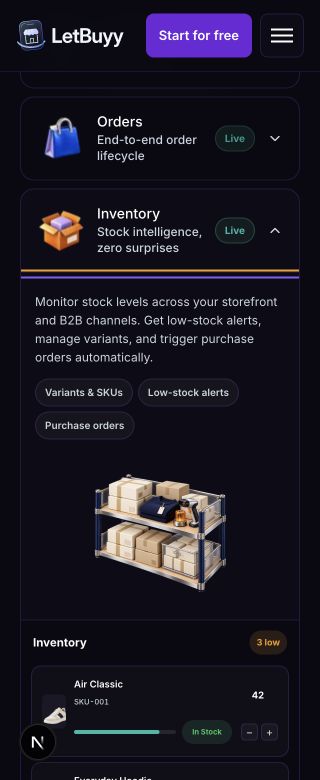 LetBuyy
Start for free
Orders
End-to-end order
lifecycle
Live
Inventory
Stock intelligence,
zero surprises
Live
Monitor stock levels across your storefront
and B2B channels. Get low-stock alerts,
manage variants, and trigger purchase
orders automatically.
Variants & SKUs
Low-stock alerts
Purchase orders
Inventory
3 low
Air Classic
SKU-001
42
In Stock
−
+
N